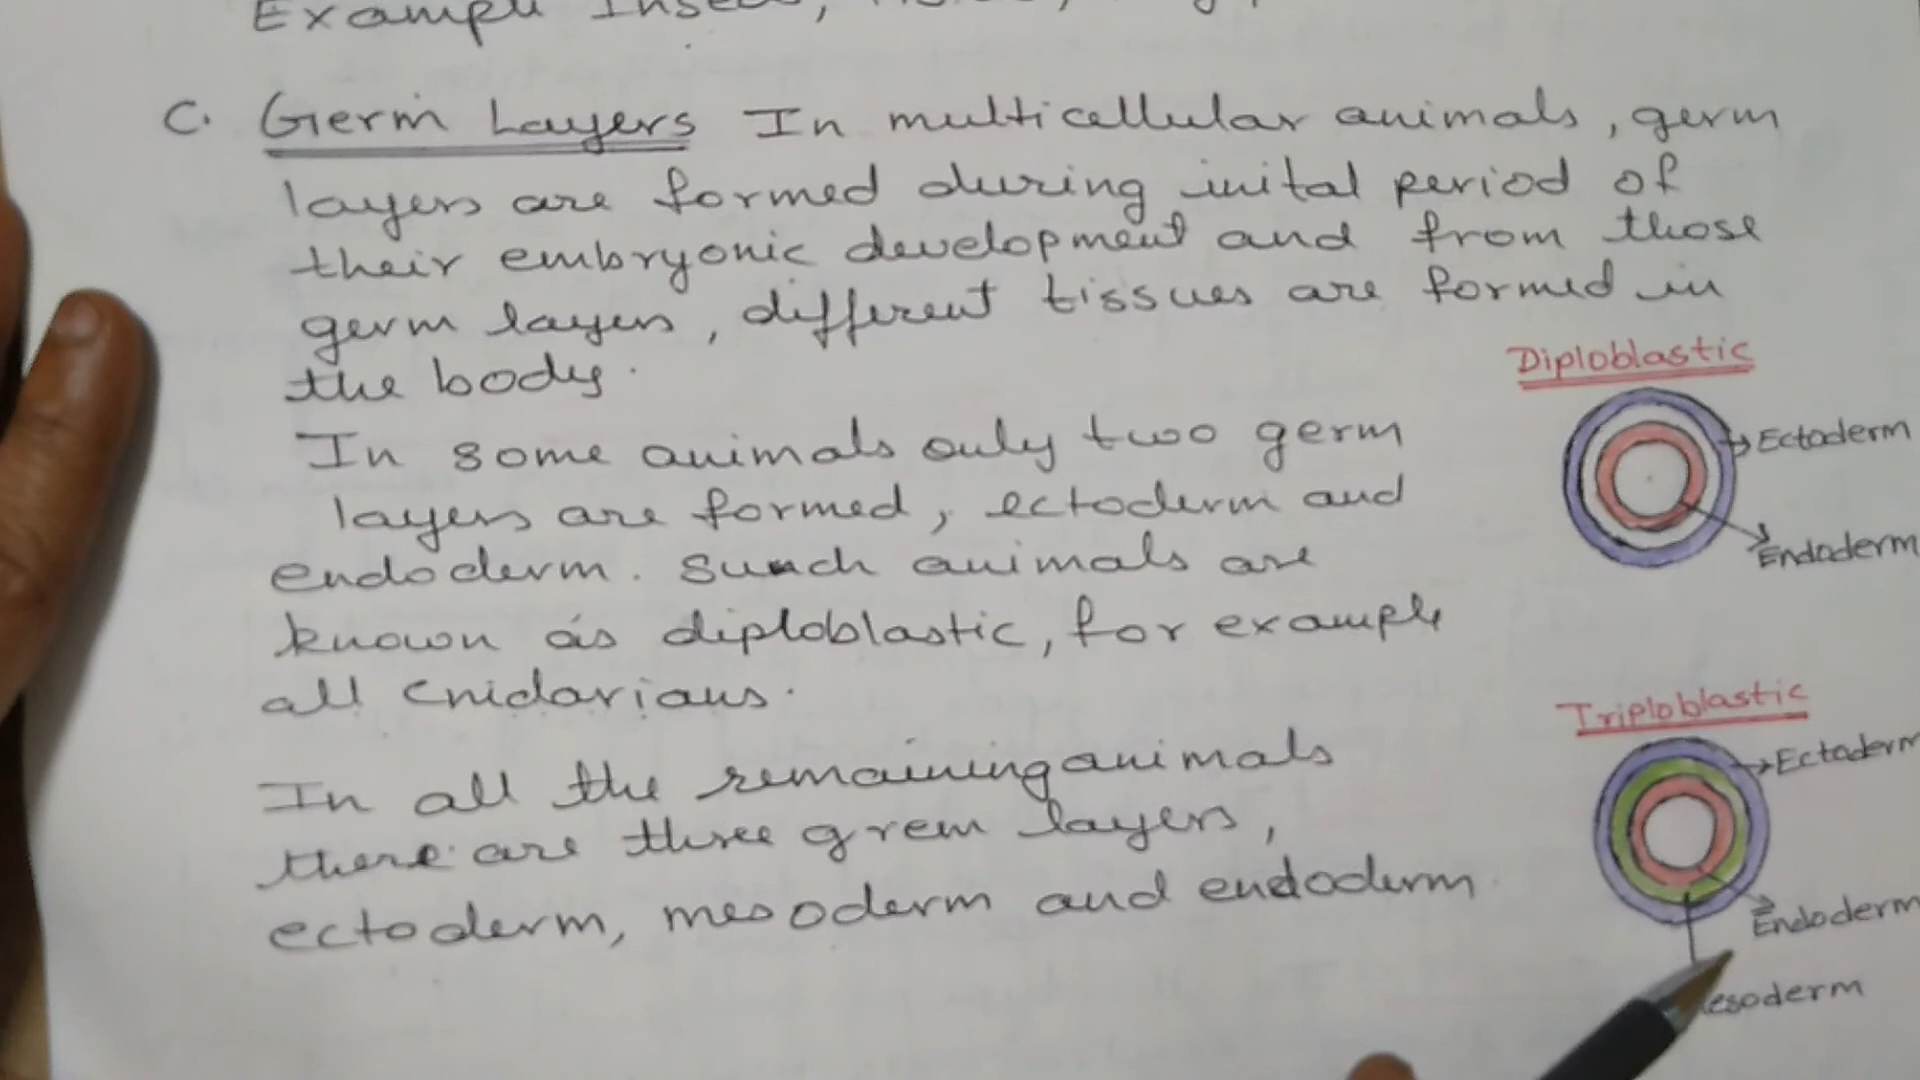 Example
C. Germ Layers In multicellular animals, germ
layers are formed during inital period of
their embryonic development and from those
germ layers, different tissues are formed in
the body.
Diploblastic
In some animals only two germ
Ectoderm
layers are formed, ectoderm and
Endoderm
endoderm. Such animals are
known as diploblastic, for example
all cnidarians.
Triploblastic
In all the remaining animals
Ectoderm
there are three grem layers,
ectoderm, mesoderm and endoderm
Endoderm
esoderm